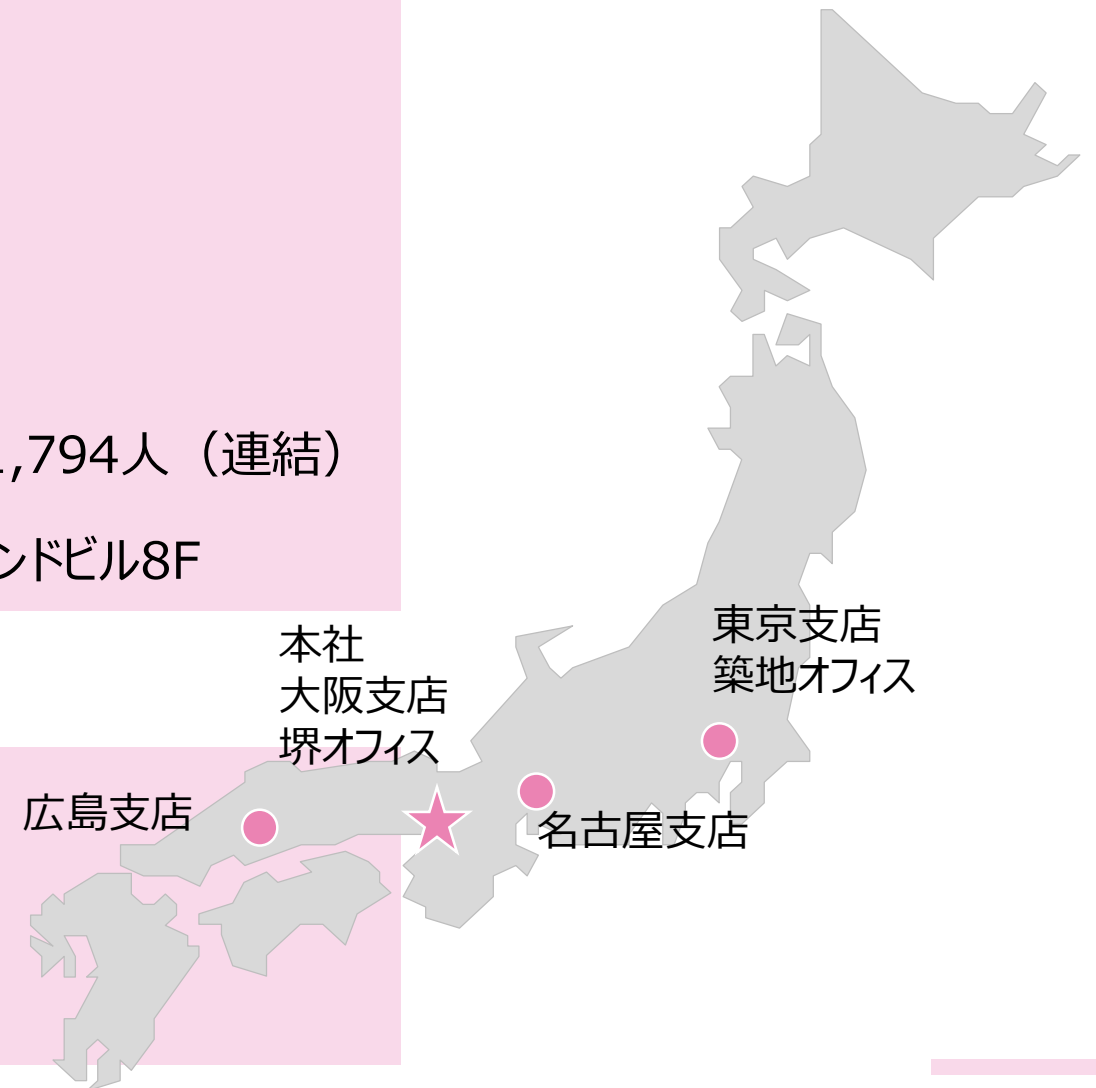 ,794人（連結）
ンドビル8F
本社
大阪支店
堺オフィス
東京支店
築地オフィス
広島支店
名古屋支店